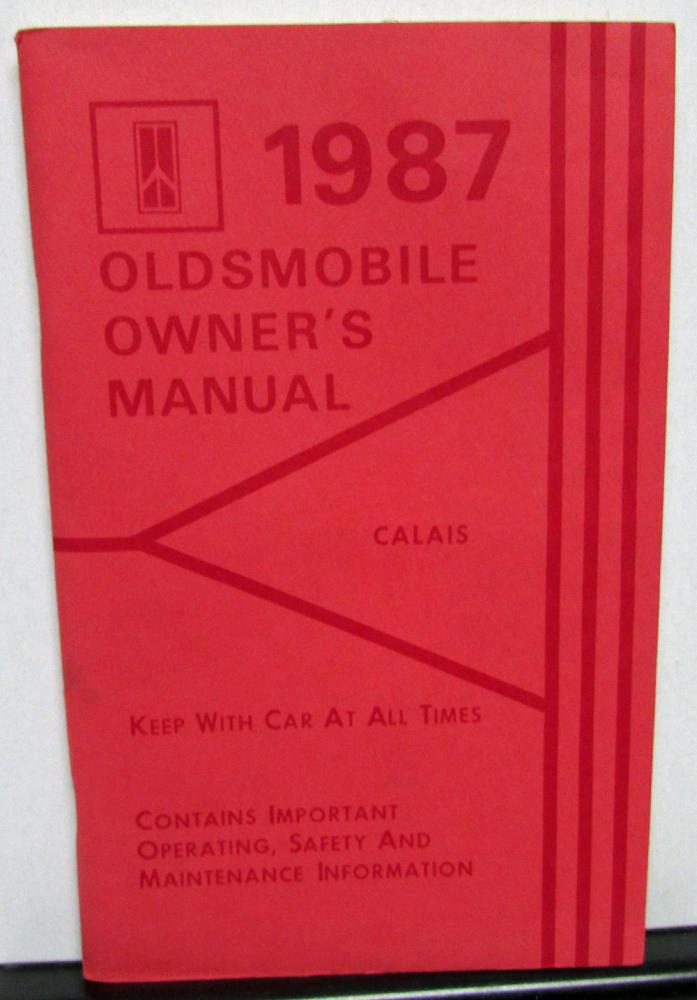 1987
OLDSMOBILE
OWNER'S
MANUAL
CALAIS
KEEP WITH CAR AT ALL TIMES
CONTAINS IMPORTANT
OPERATING, SAFETY AND
MAINTENANCE INFORMATION